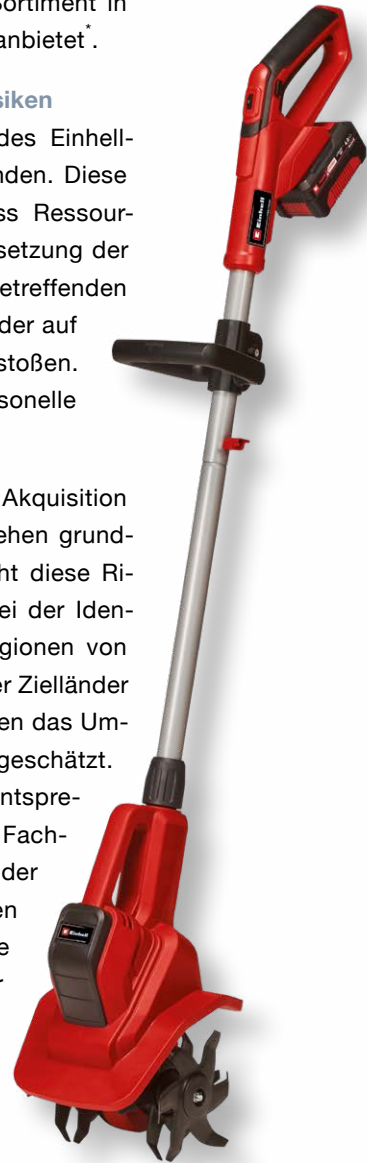 Sortiment in
anbietet*.
siken
des Einhell-
nden. Diese
ss Ressour-
setzung der
etreffenden
der auf
stoßen.
sonelle
Akquisition
ehen grund-
ht diese Ri-
ei der Iden-
gionen von
er Zielländer
en das Um-
geschätzt.
entspre-
Fach-
der
en
e
r
Einhell
Einhell